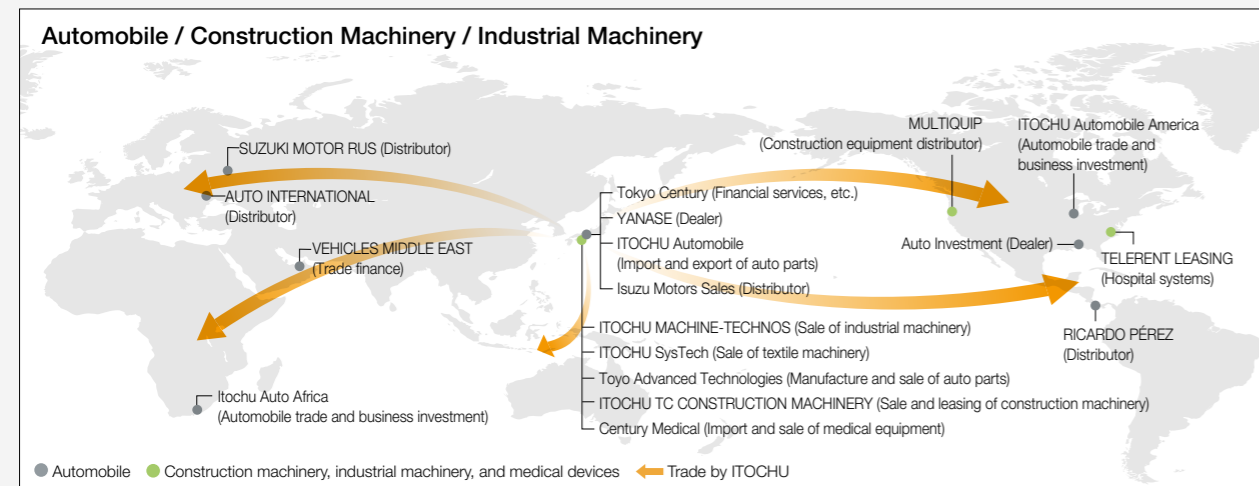 Automobile / Construction Machinery / Industrial Machinery
SUZUKI MOTOR RUS (Distributor)
AUTO INTERNATIONAL
(Distributor)
VEHICLES MIDDLE EAST
(Trade finance)
Itochu Auto Africa
(Automobile trade and business investment)
Tokyo Century (Financial services, etc.)
YANASE (Dealer)
ITOCHU Automobile
(Import and export of auto parts)
Isuzu Motors Sales (Distributor)
ITOCHU MACHINE-TECHNOS (Sale of industrial machinery)
ITOCHU SysTech (Sale of textile machinery)
Toyo Advanced Technologies (Manufacture and sale of auto parts)
ITOCHU TC CONSTRUCTION MACHINERY (Sale and leasing of construction machinery)
Century Medical (Import and sale of medical equipment)
MULTIQUIP
(Construction equipment distributor)
ITOCHU Automobile America
(Automobile trade and
business investment)
Auto Investment (Dealer)
TELERENT LEASING
(Hospital systems)
RICARDO PÉREZ
(Distributor)
Automobile
Construction machinery, industrial machinery, and medical devices
Trade by ITOCHU